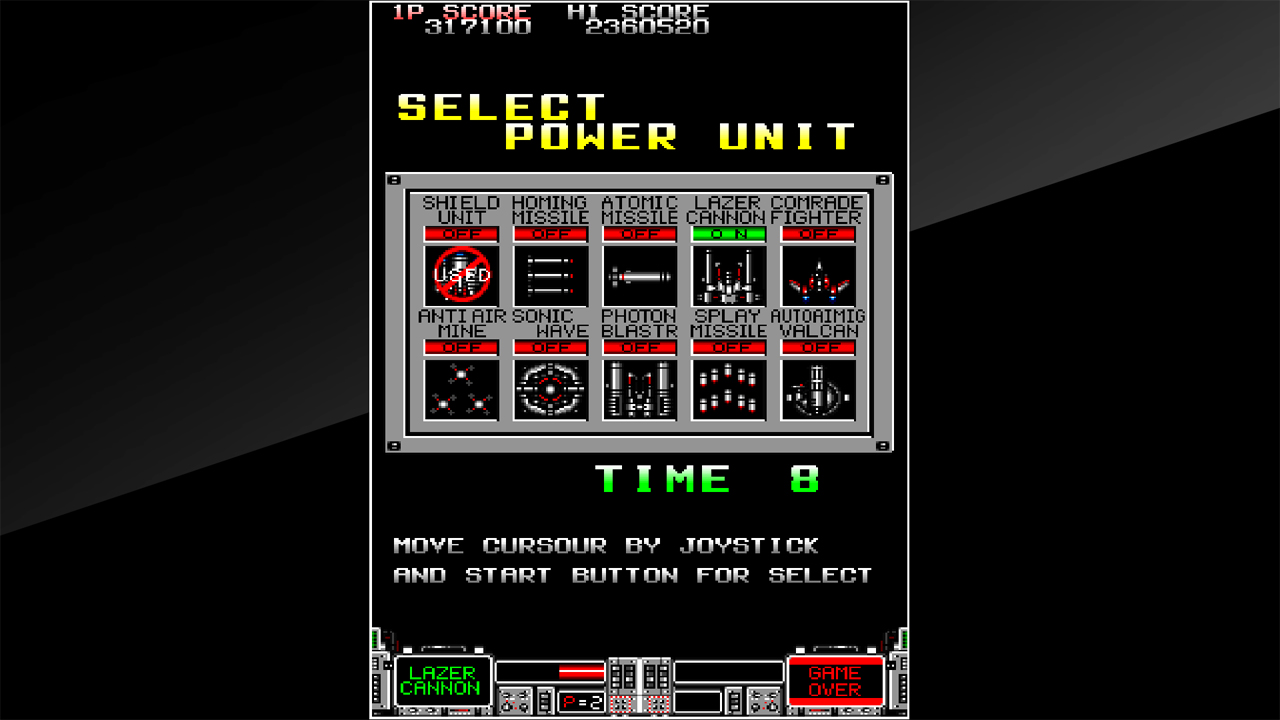 1P SCORE HI SCORE
317100 2360520
SELECT
POWER UNIT
SHIELD HOMING ATOMIC LAZER COMRADE
UNIT MISSILE MISSILE CANNON FIGHTER
OFF OFF OFF ON OFF
USED
ANTI AIR SONIC PHOTON SPLAY AUTOAIMIG
MINE WAVE BLASTR MISSILE VALCAN
OFF OFF OFF OFF OFF
TIME 8
MOVE CURSOUR BY JOYSTICK
AND START BUTTON FOR SELECT
LAZER GAME
CANNON OVER
P=2